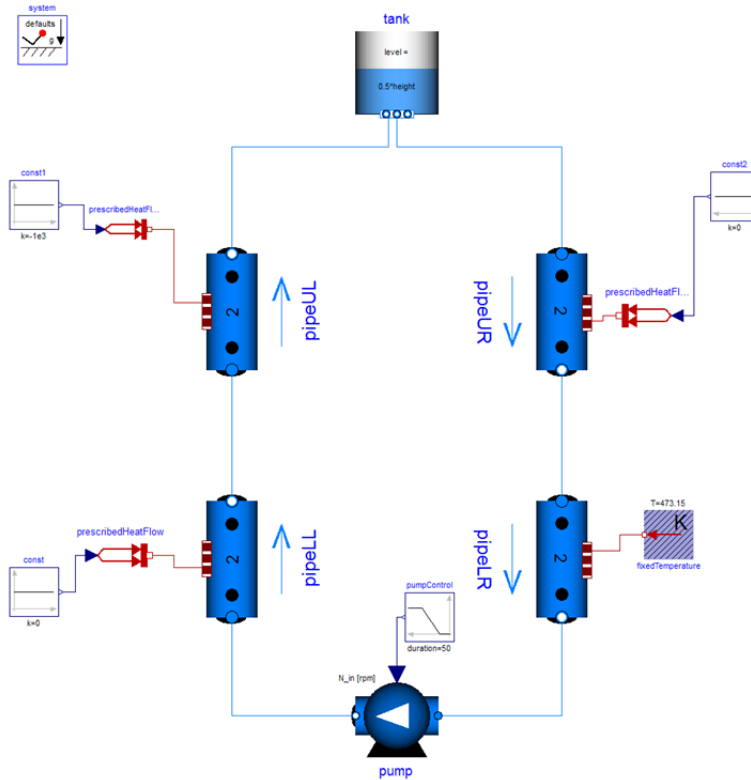 system
defaults
g
tank
level =
0.5*height
const1
k=-1e3
prescribedHeatFl...
const2
k=0
prescribedHeatFl...
2
pipeUL
2
pipeUR
T=473.15
K
fixedTemperature
prescribedHeatFlow
const
k=0
2
pipeLL
2
pipeLR
pumpControl
duration=50
N_in [rpm]
pump